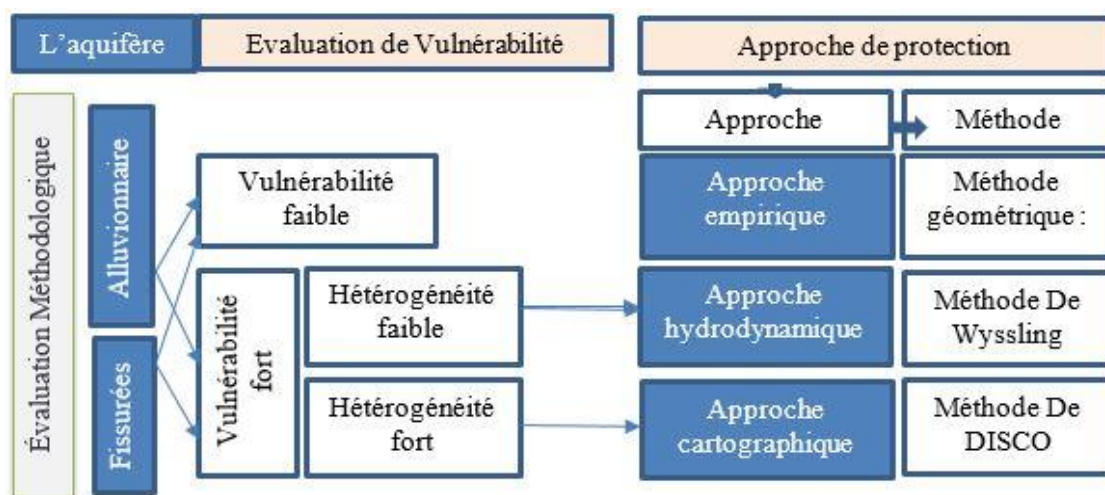 L'aquifère
Evaluation de Vulnérabilité
Approche de protection
Évaluation Méthodologique
Alluvionnaire
Fissurées
Vulnérabilité
faible
Vulnérabilité
fort
Hétérogénéité
faible
Hétérogénéité
fort
Approche
Méthode
Approche
empirique
Méthode
géométrique :
Approche
hydrodynamique
Méthode De
Wyssling
Approche
cartographique
Méthode De
DISCO